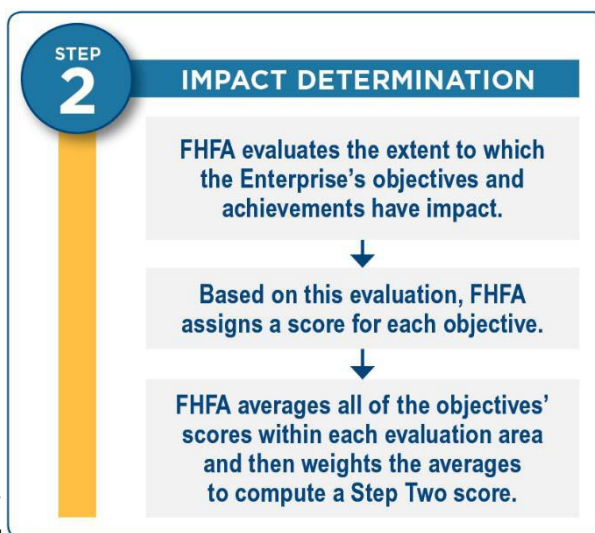 STEP
2
IMPACT DETERMINATION
FHFA evaluates the extent to which
the Enterprise's objectives and
achievements have impact.
Based on this evaluation, FHFA
assigns a score for each objective.
FHFA averages all of the objectives'
scores within each evaluation area
and then weights the averages
to compute a Step Two score.